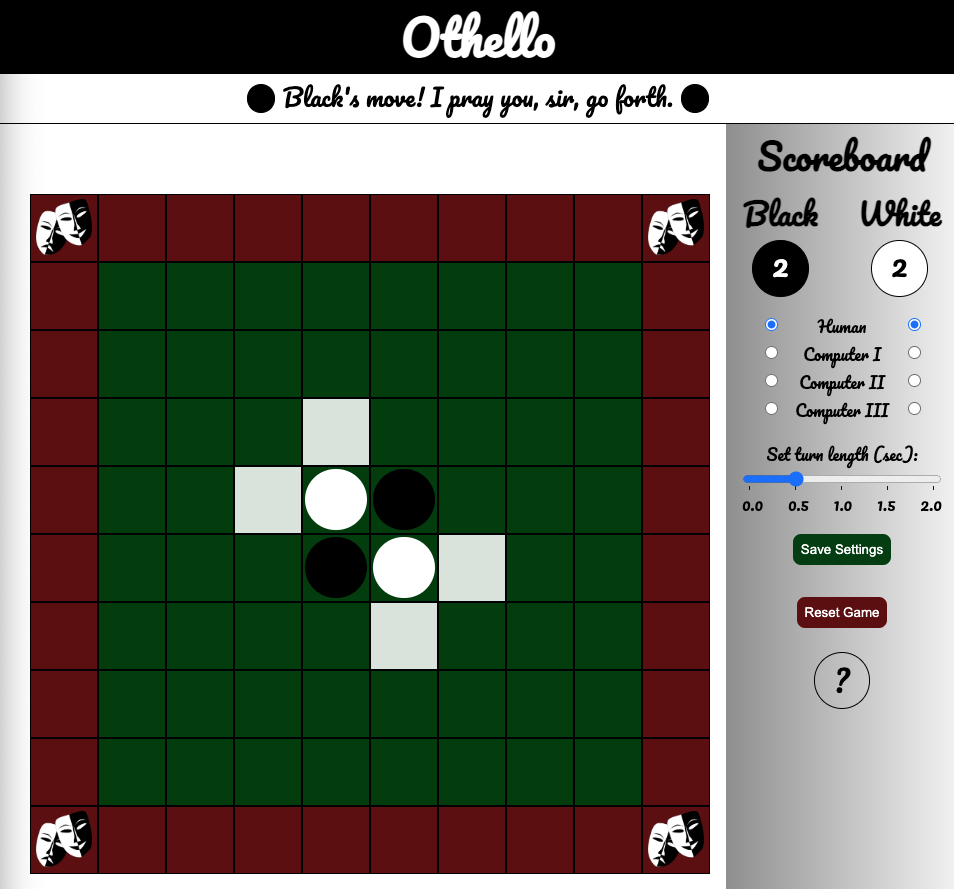 Othello
Black's move! I pray you, sir, go forth.
Scoreboard
Black White
2 2
Human
Computer I
Computer II
Computer III
Set turn length (sec):
0.0 0.5 1.0 1.5 2.0
Save Settings
Reset Game
?